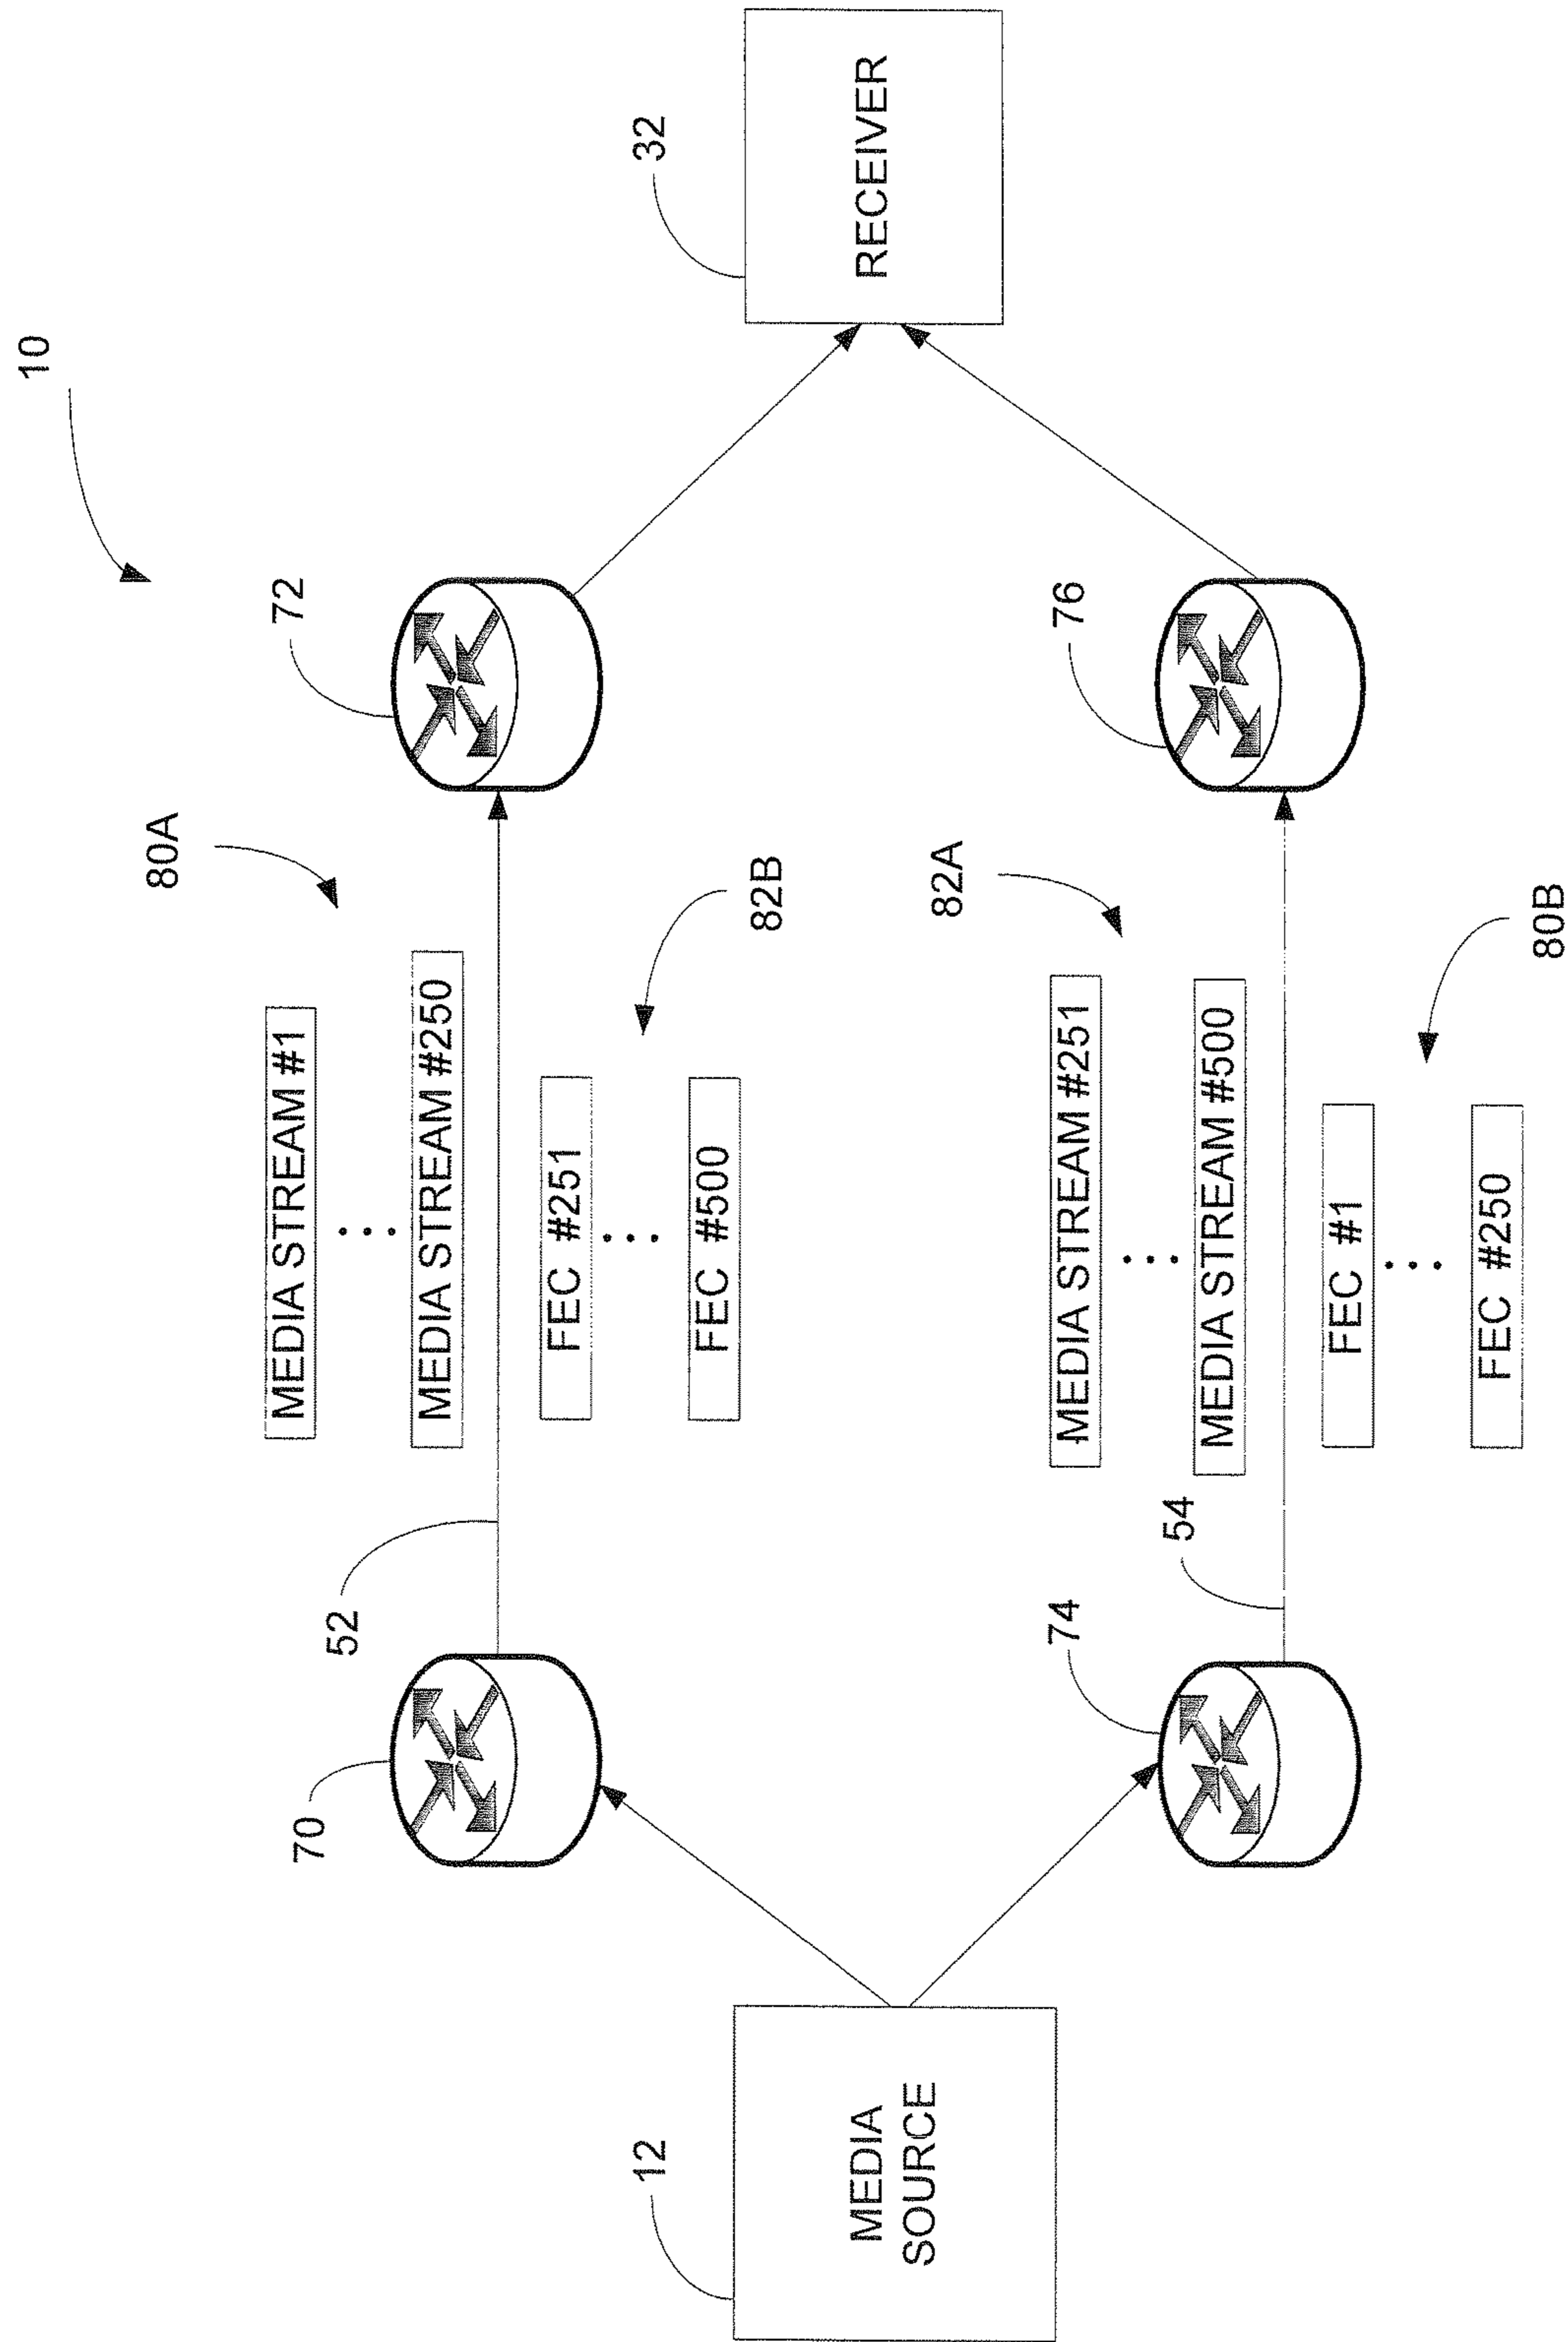 10
80A
MEDIA STREAM #1
MEDIA STREAM #250
72
52
70
FEC #251
FEC #500
82B
32
RECEIVER
12
MEDIA
SOURCE
82A
MEDIA STREAM #251
MEDIA STREAM #500
76
54
74
FEC #1
FEC #250
80B